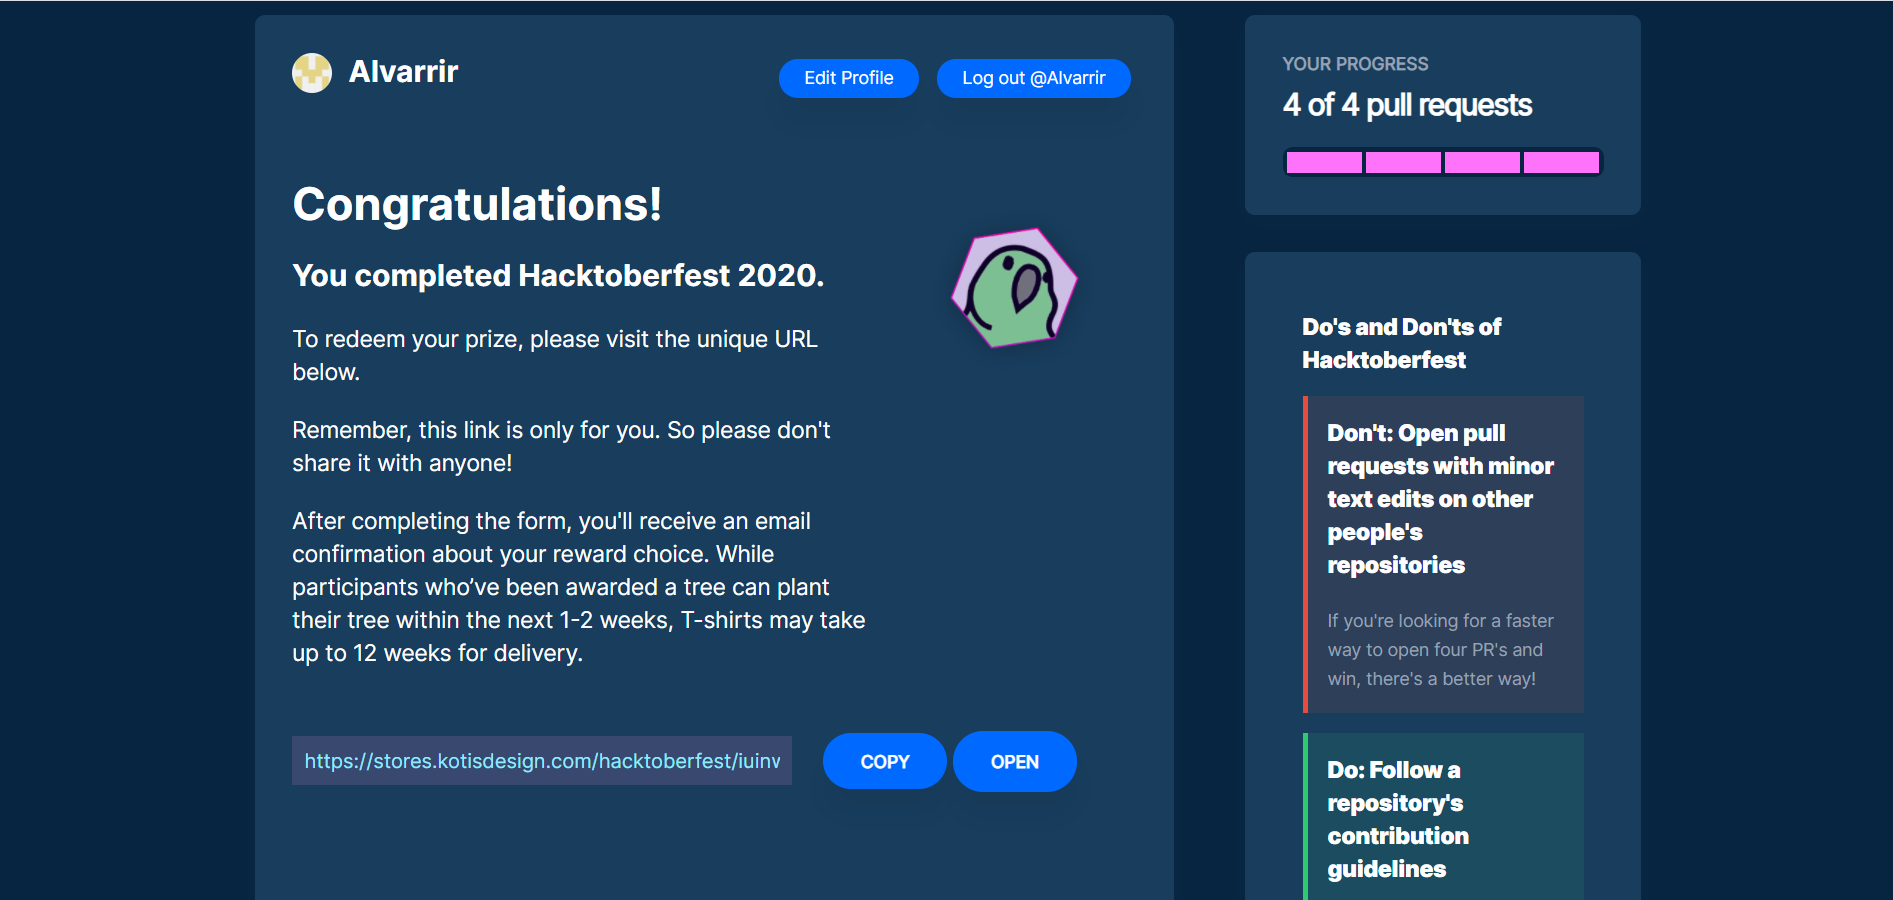 Alvarrir
Edit Profile
Log out @Alvarrir
Congratulations!
You completed Hacktoberfest 2020.
To redeem your prize, please visit the unique URL
below.
Remember, this link is only for you. So please don't
share it with anyone!
After completing the form, you'll receive an email
confirmation about your reward choice. While
participants who’ve been awarded a tree can plant
their tree within the next 1-2 weeks, T-shirts may take
up to 12 weeks for delivery.
https://stores.kotisdesign.com/hacktoberfest/iuinw
COPY
OPEN
YOUR PROGRESS
4 of 4 pull requests
Do's and Don'ts of
Hacktoberfest
Don't: Open pull
requests with minor
text edits on other
people's
repositories
If you're looking for a faster
way to open four PR's and
win, there's a better way!
Do: Follow a
repository's
contribution
guidelines